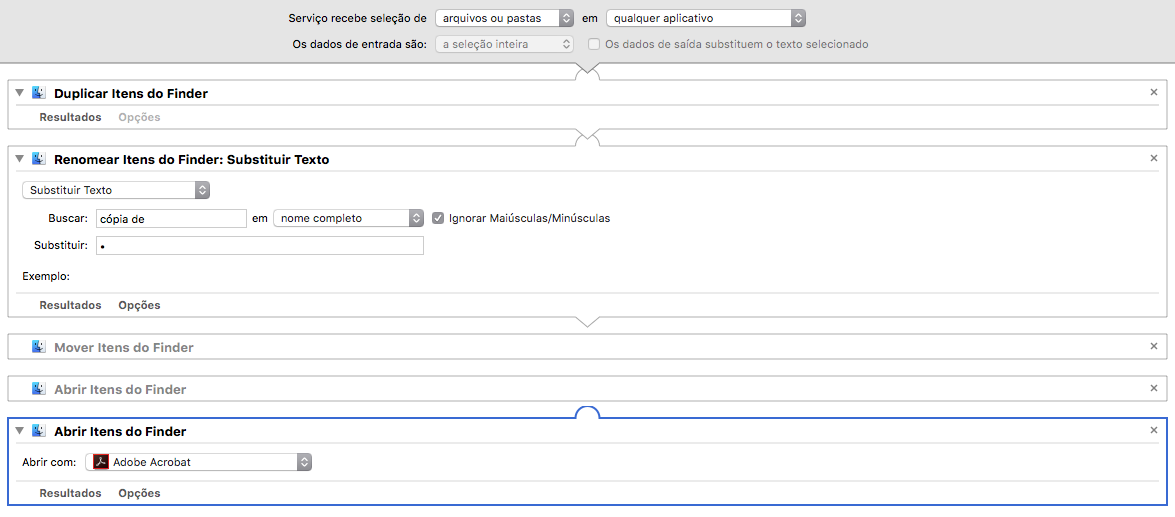 Serviço recebe seleção de arquivos ou pastas em qualquer aplicativo
Os dados de entrada são: a seleção inteira Os dados de saída substituem o texto selecionado
Duplicar Itens do Finder
Resultados Opções
Renomear Itens do Finder: Substituir Texto
Substituir Texto
Buscar: cópia de em nome completo Ignorar Maiúsculas/Minúsculas
Substituir: •
Exemplo:
Resultados Opções
Mover Itens do Finder
Abrir Itens do Finder
Abrir Itens do Finder
Abrir com: Adobe Acrobat
Resultados Opções